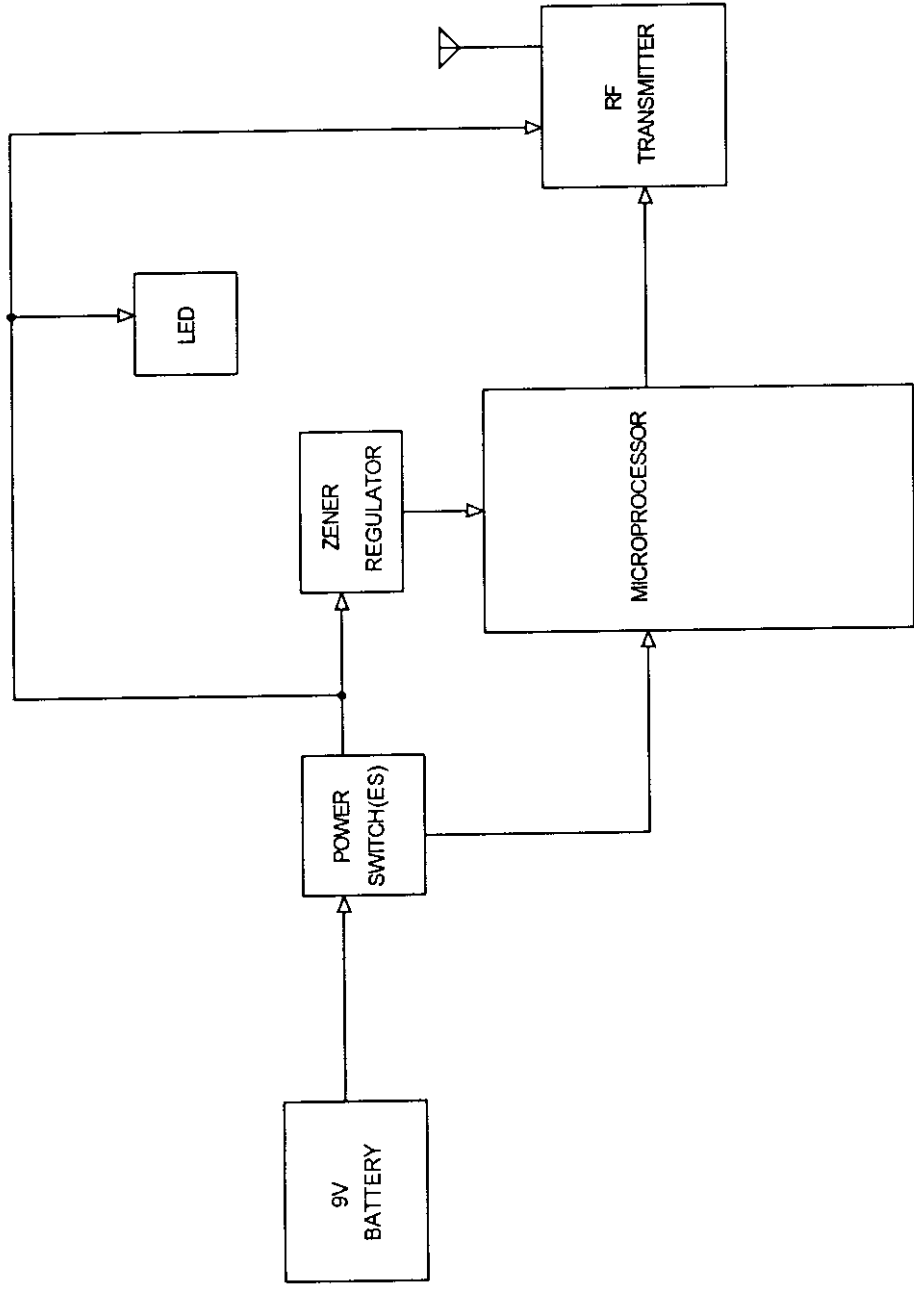 9V
BATTERY
POWER
SWITCH(ES)
ZENER
REGULATOR
LED
MICROPROCESSOR
RF
TRANSMITTER